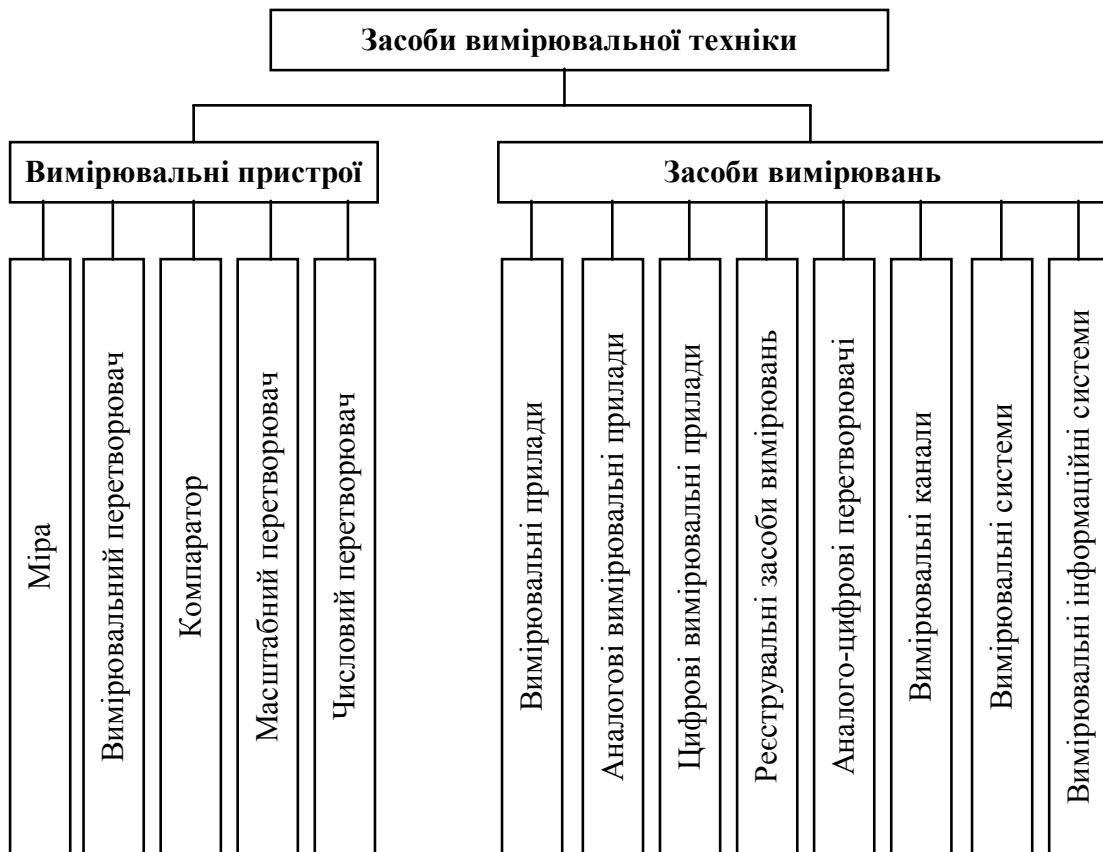 Засоби вимірювальної техніки
Вимірювальні пристрої
Засоби вимірювань
Міра
Вимірювальний перетворювач
Компаратор
Масштабний перетворювач
Числовий перетворювач
Вимірювальні прилади
Аналогові вимірювальні прилади
Цифрові вимірювальні прилади
Реєструвальні засоби вимірювань
Аналого-цифрові перетворювачі
Вимірювальні канали
Вимірювальні системи
Вимірювальні інформаційні системи